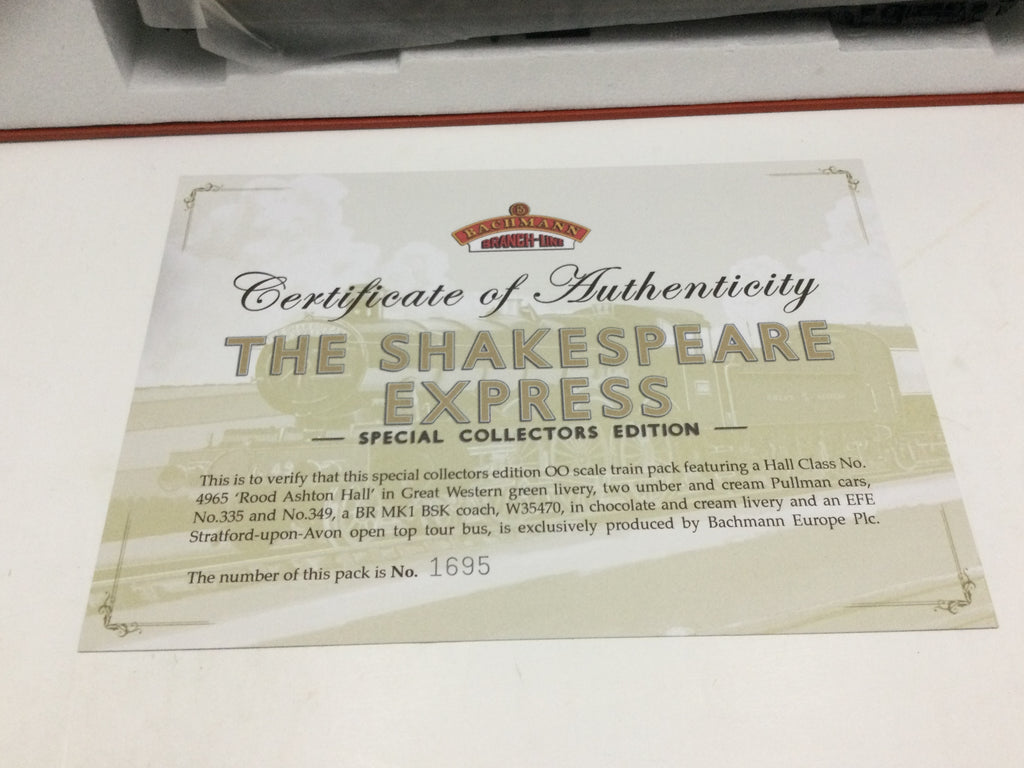 BACHMANN
BRANCH-LINE
Certificate of Authenticity
THE SHAKESPEARE
EXPRESS
— SPECIAL COLLECTORS EDITION —
This is to verify that this special collectors edition OO scale train pack featuring a Hall Class No.
4965 ‘Rood Ashton Hall’ in Great Western green livery, two umber and cream Pullman cars,
No.335 and No.349, a BR MK1 BSK coach, W35470, in chocolate and cream livery and an EFE
Stratford-upon-Avon open top tour bus, is exclusively produced by Bachmann Europe Plc.
The number of this pack is No. 1695